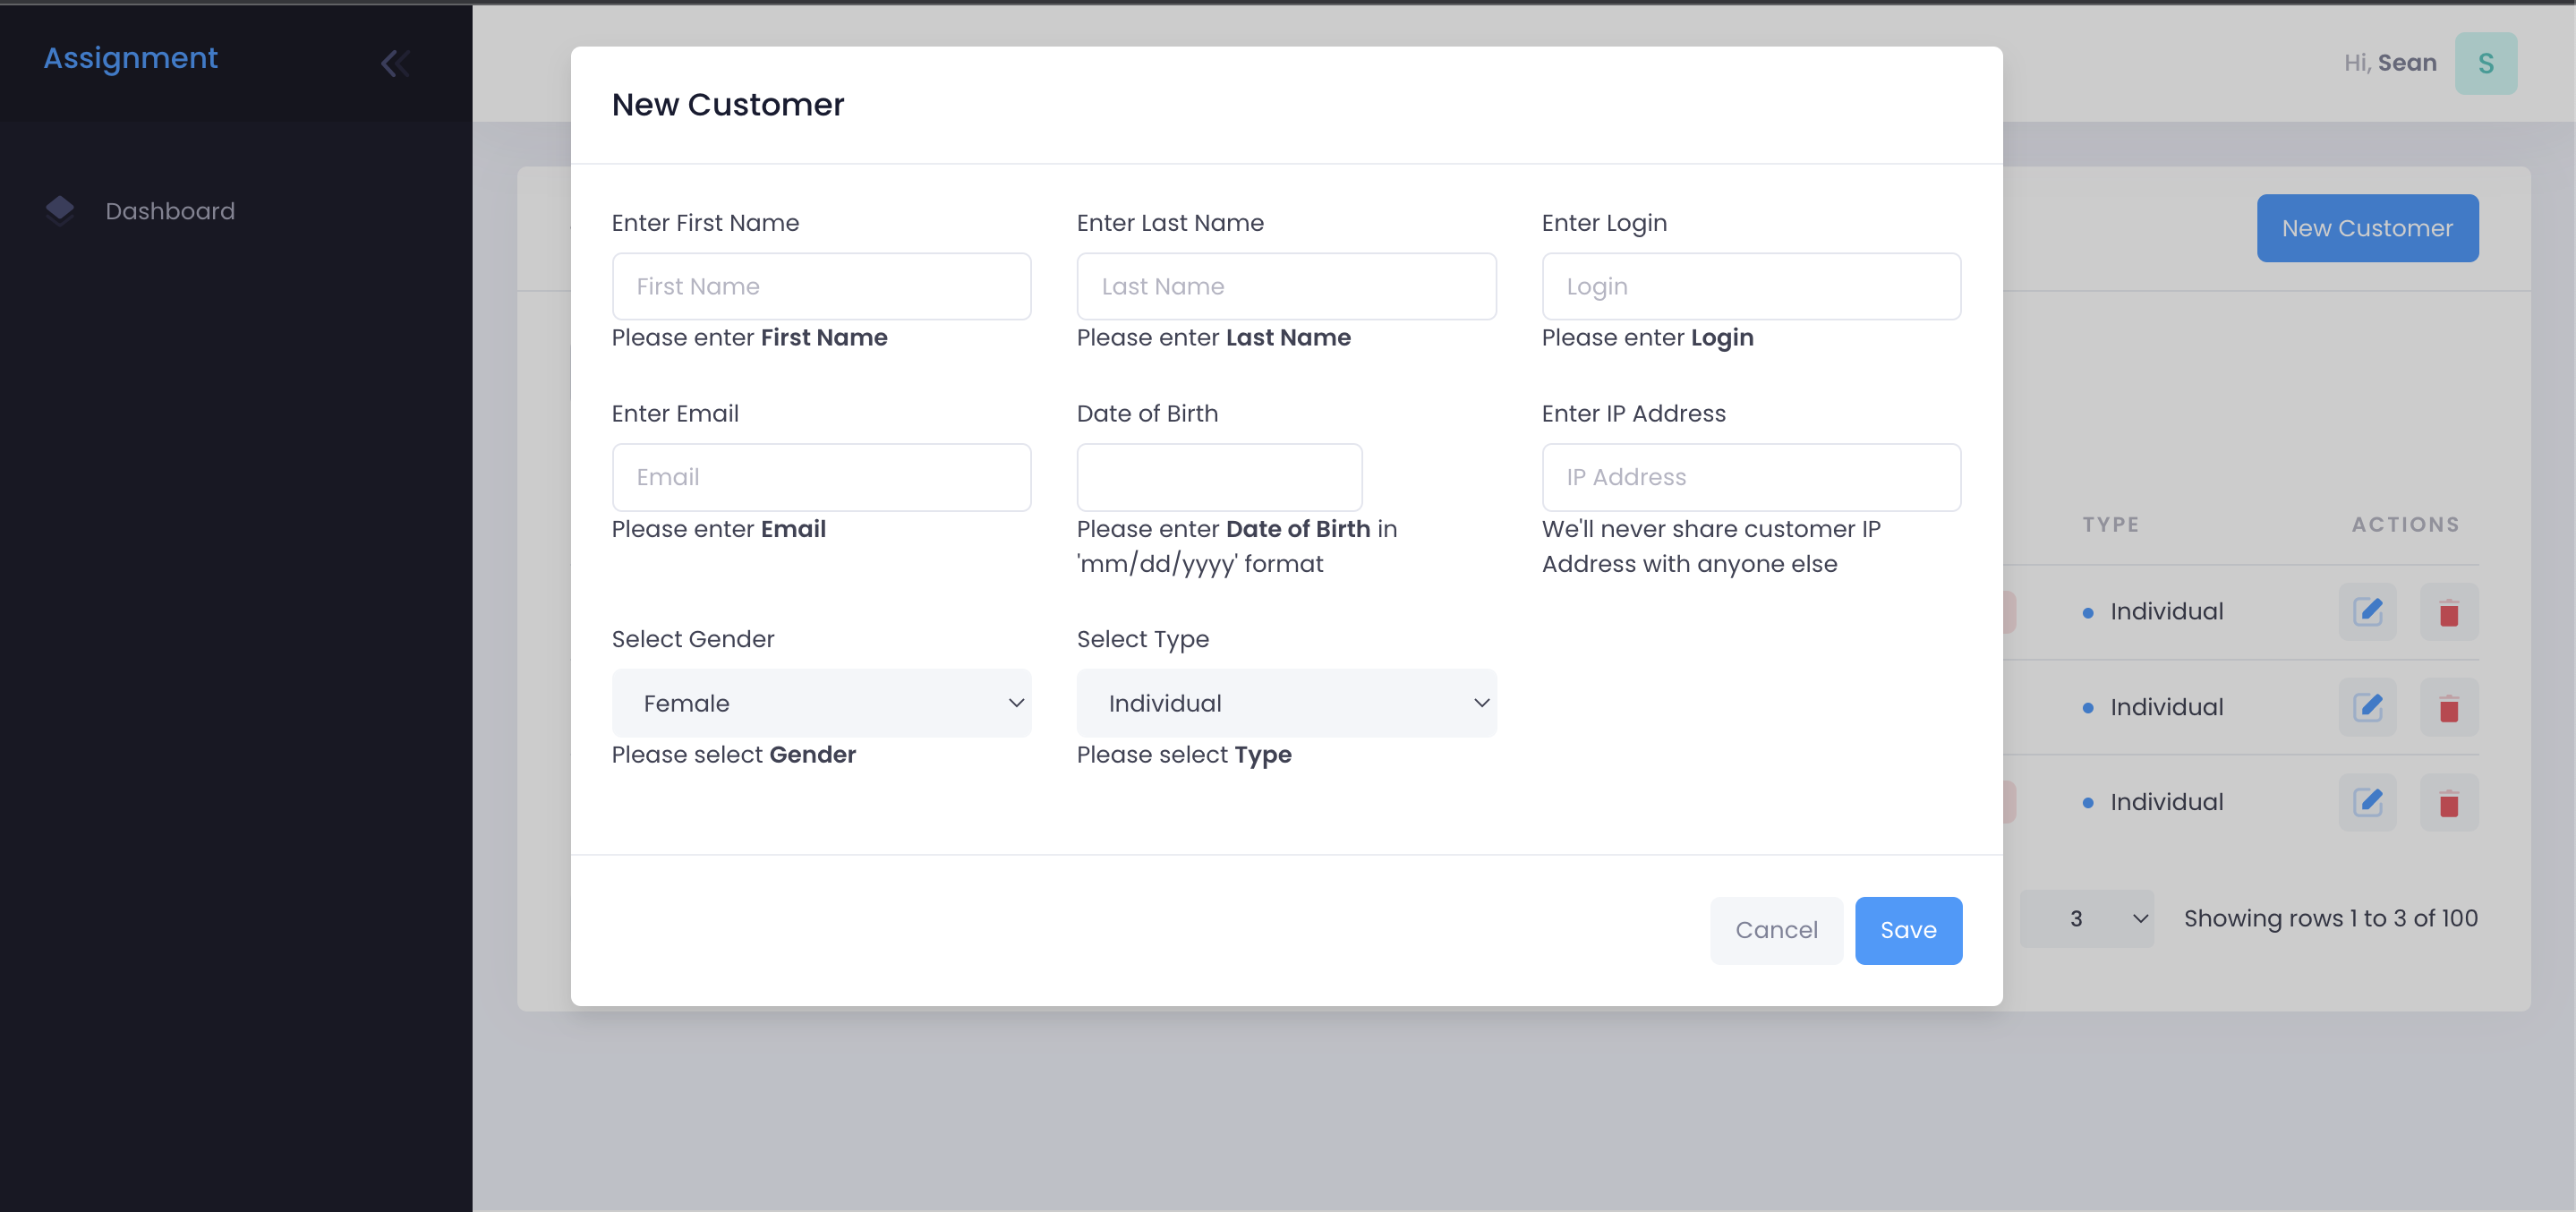 Assignment
Hi, Sean
S
Dashboard
New Customer
New Customer
Enter First Name
Enter Last Name
Enter Login
First Name
Last Name
Login
Please enter First Name
Please enter Last Name
Please enter Login
Enter Email
Date of Birth
Enter IP Address
Email
IP Address
Please enter Email
Please enter Date of Birth in
'mm/dd/yyyy' format
We'll never share customer IP
Address with anyone else
Select Gender
Select Type
Female
Individual
Please select Gender
Please select Type
Cancel
Save
TYPE
ACTIONS
Individual
Individual
Individual
3
Showing rows 1 to 3 of 100